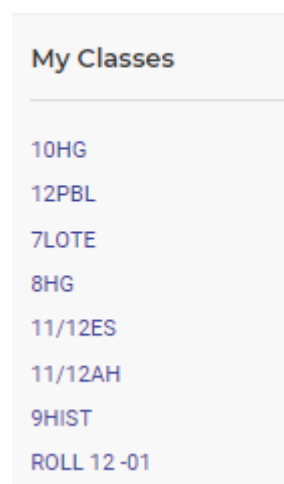 My Classes
10HG
12PBL
7LOTE
8HG
11/12ES
11/12AH
9HIST
ROLL 12 -01